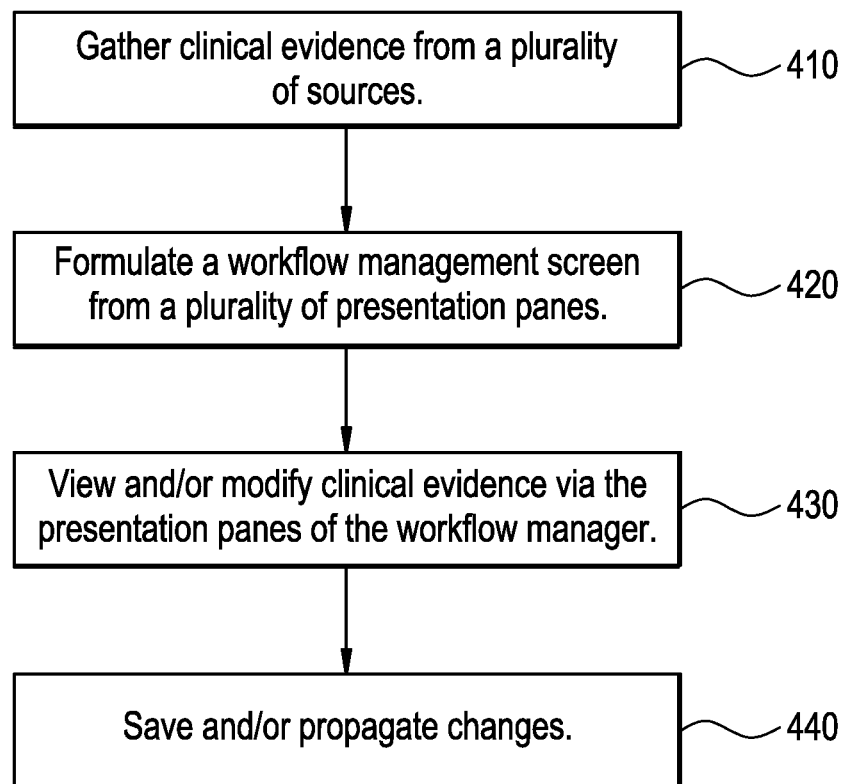 Gather clinical evidence from a plurality
of sources.
410
Formulate a workflow management screen
from a plurality of presentation panes.
420
View and/or modify clinical evidence via the
presentation panes of the workflow manager.
430
Save and/or propagate changes.
440